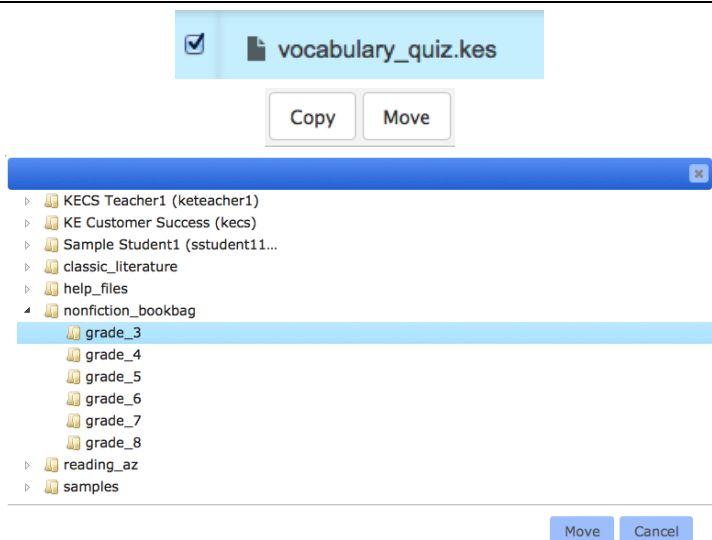 vocabulary_quiz.kes
Copy Move
KECS Teacher1 (keteacher1)
KE Customer Success (kecs)
Sample Student1 (sstudent11...
classic_literature
help_files
nonfiction_bookbag
grade_3
grade_4
grade_5
grade_6
grade_7
grade_8
reading_az
samples
Move Cancel